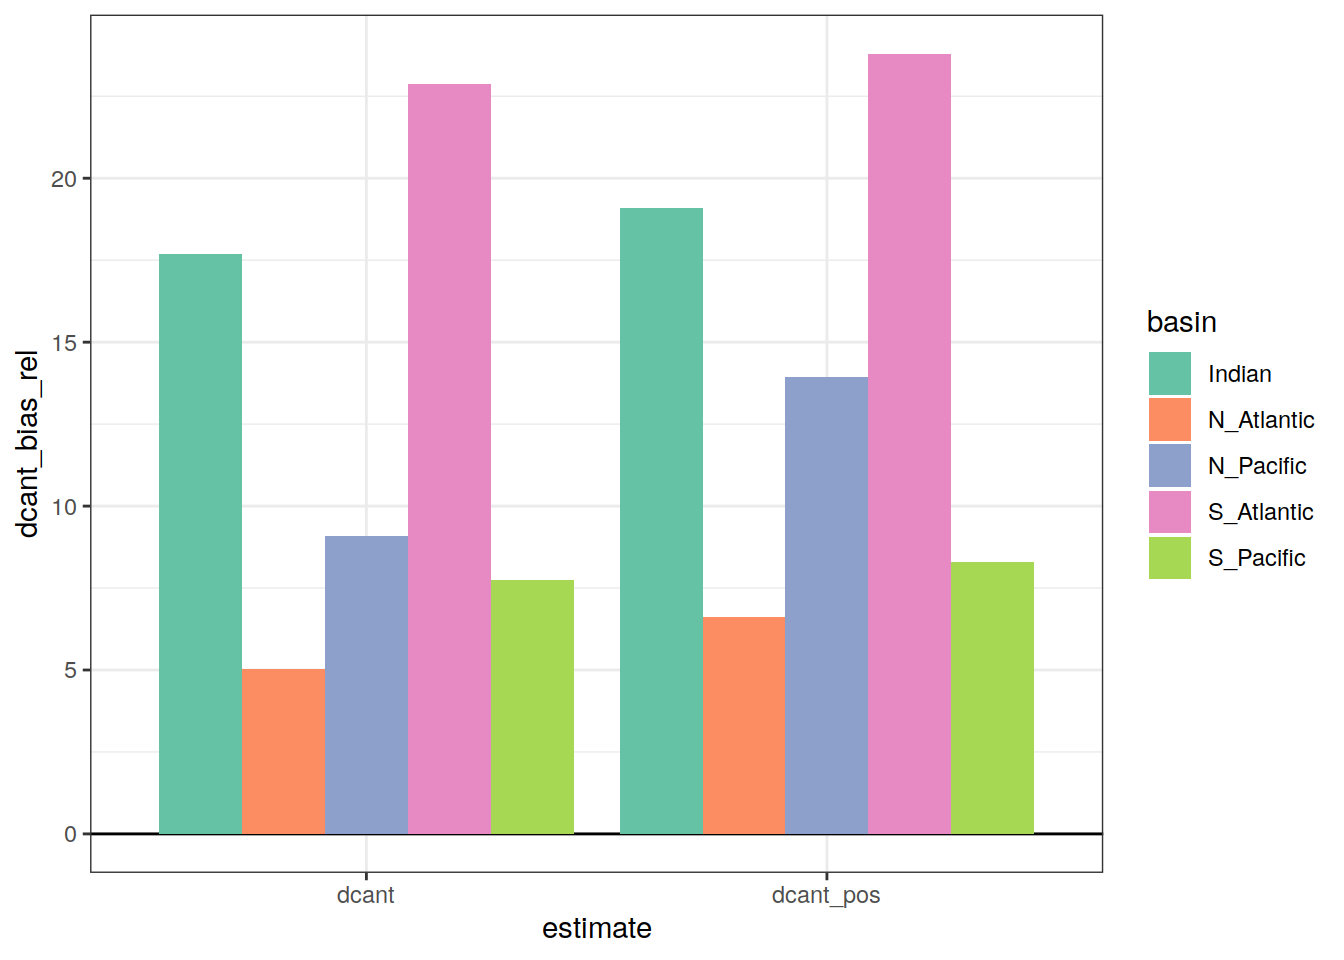 dcant_bias_rel
20
15
10
5
0
dcant
dcant_pos
estimate
basin
Indian
N_Atlantic
N_Pacific
S_Atlantic
S_Pacific